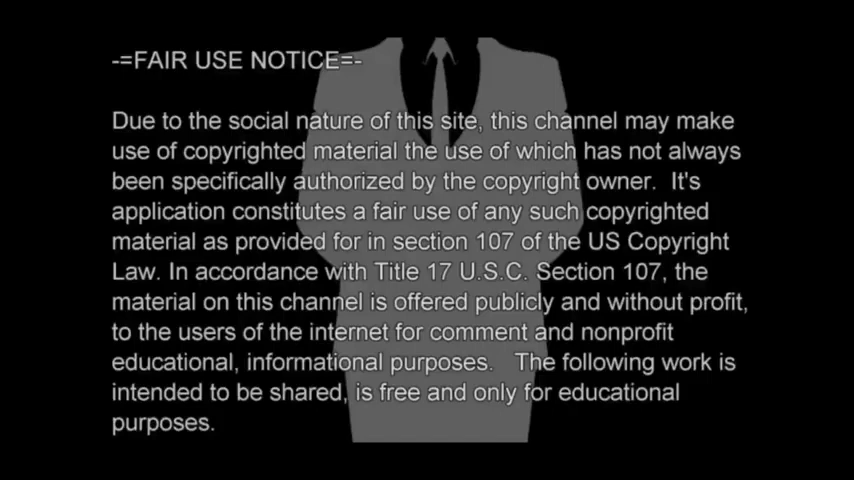 -=FAIR USE NOTICE=-
Due to the social nature of this site, this channel may make
use of copyrighted material the use of which has not always
been specifically authorized by the copyright owner.  It's
application constitutes a fair use of any such copyrighted
material as provided for in section 107 of the US Copyright
Law. In accordance with Title 17 U.S.C. Section 107, the
material on this channel is offered publicly and without profit,
to the users of the internet for comment and nonprofit
educational, informational purposes.   The following work is
intended to be shared, is free and only for educational
purposes.